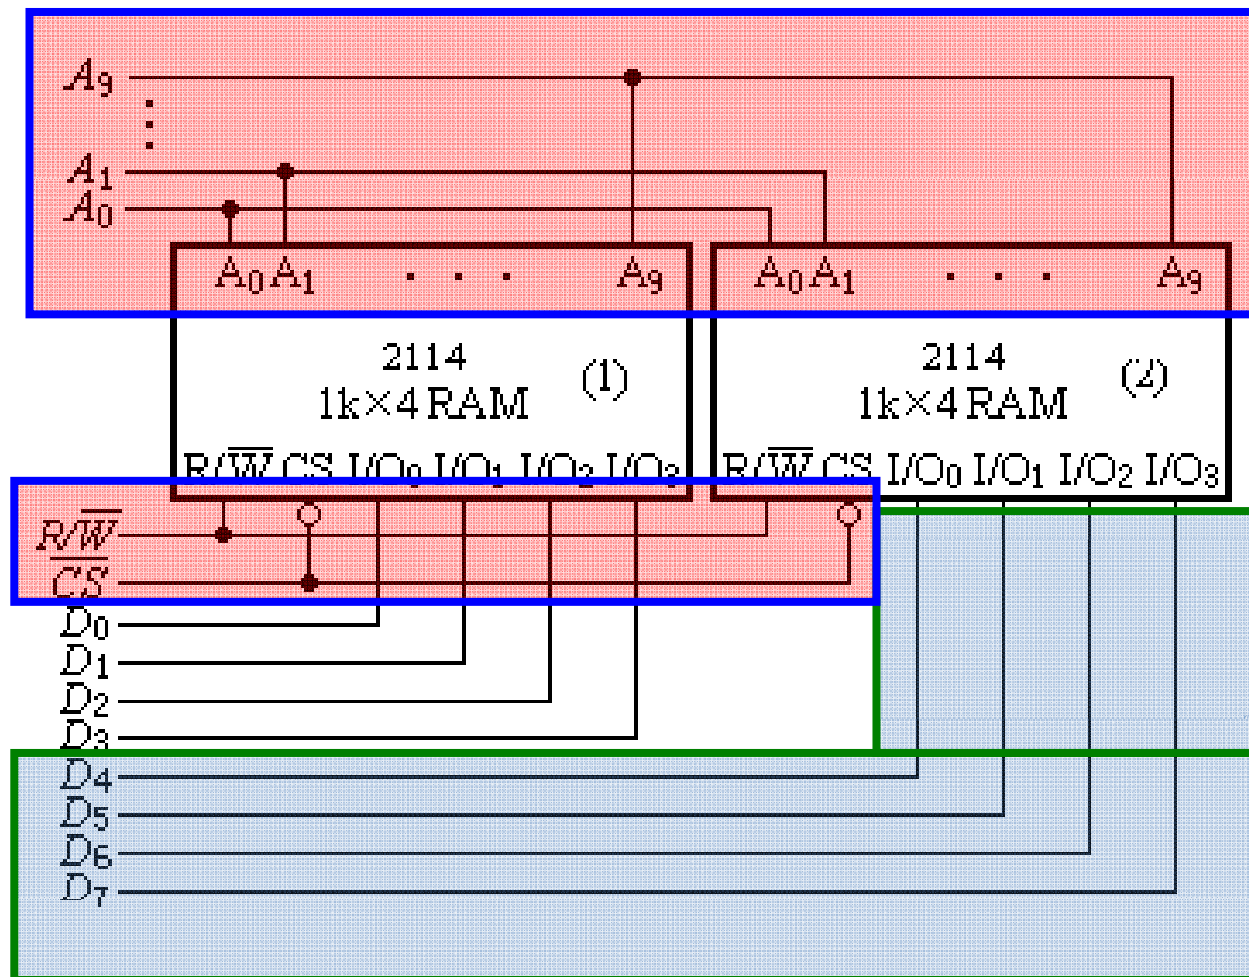 A₉
A₁
A₀
A₀ A₁ . . . A₉ A₀ A₁ . . . A₉
2114 (1) 2114 (2)
1k×4 RAM 1k×4 RAM
R/W̅ CS I/O₀ I/O₁ I/O₂ I/O₃ R/W̅ CS I/O₀ I/O₁ I/O₂ I/O₃
R/W̅
C̅S̅
D₀
D₁
D₂
D₃
D₄
D₅
D₆
D₇